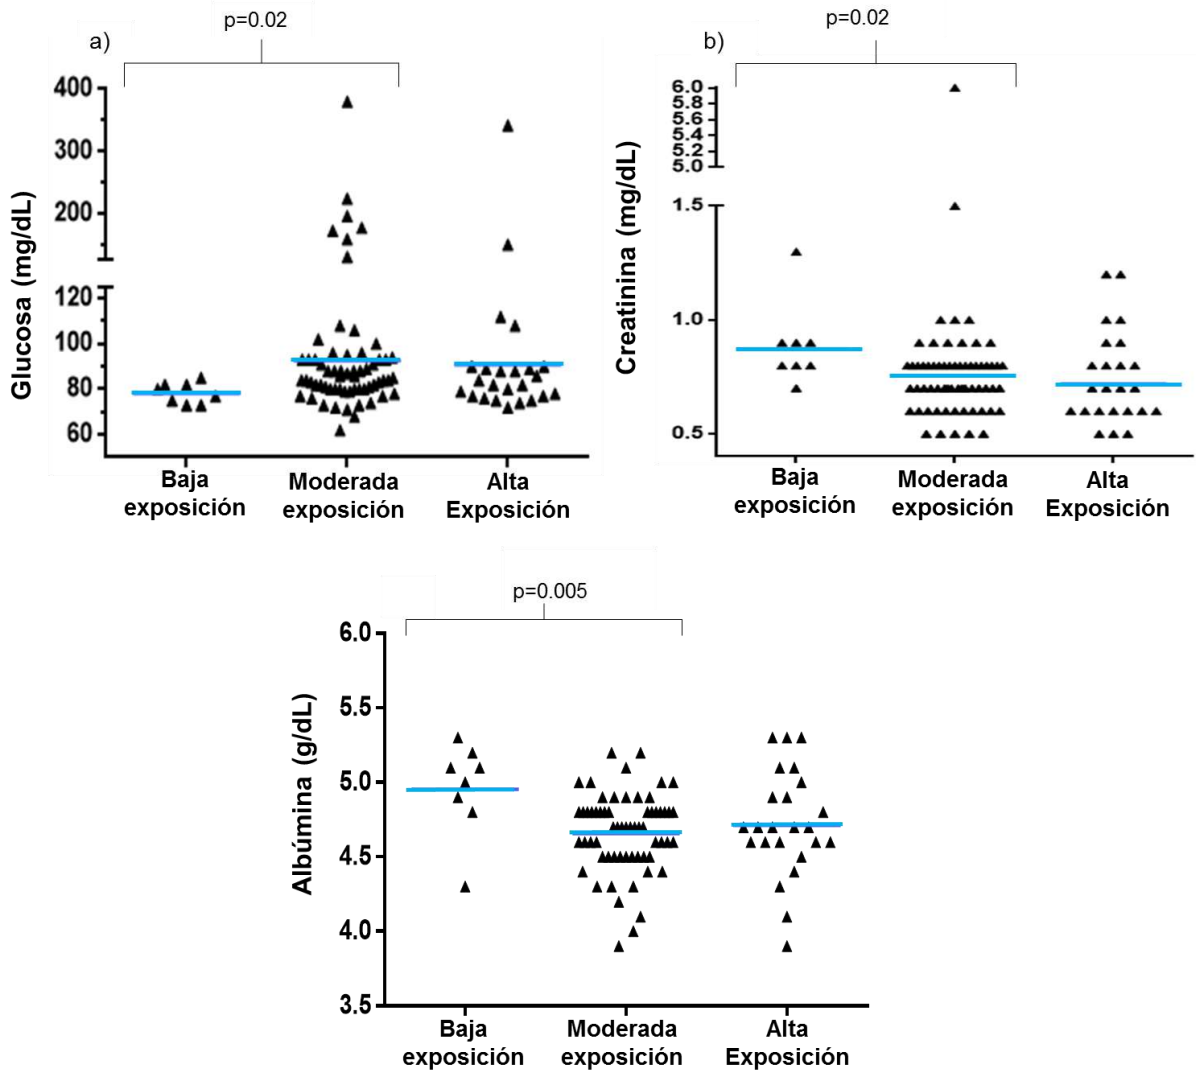 p=0.02
a)
400
300
200
120
100
80
60
Glucosa (mg/dL)
Baja
exposición
Moderada
exposición
Alta
Exposición
p=0.02
b)
6.0
5.8
5.6
5.4
5.2
5.0
1.5
1.0
0.5
Creatinina (mg/dL)
Baja
exposición
Moderada
exposición
Alta
Exposición
p=0.005
6.0
5.5
5.0
4.5
4.0
3.5
Albúmina (g/dL)
Baja
exposición
Moderada
exposición
Alta
Exposición